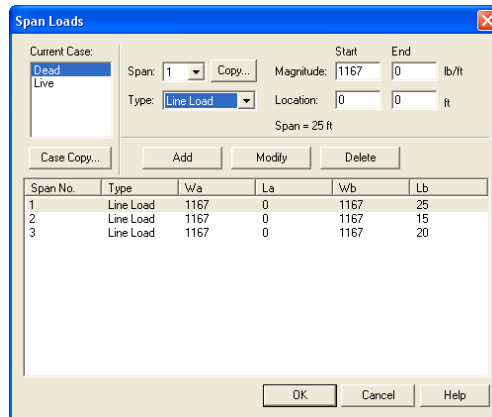 Span Loads
Current Case:
Dead
Live
Case Copy...
Span: 1 Copy...
Type: Line Load
Start End
Magnitude: 1167 0 lb/ft
Location: 0 0 ft
Span = 25 ft
Add Modify Delete
Span No. Type Wa La Wb Lb
1 Line Load 1167 0 1167 25
2 Line Load 1167 0 1167 15
3 Line Load 1167 0 1167 20
OK Cancel Help